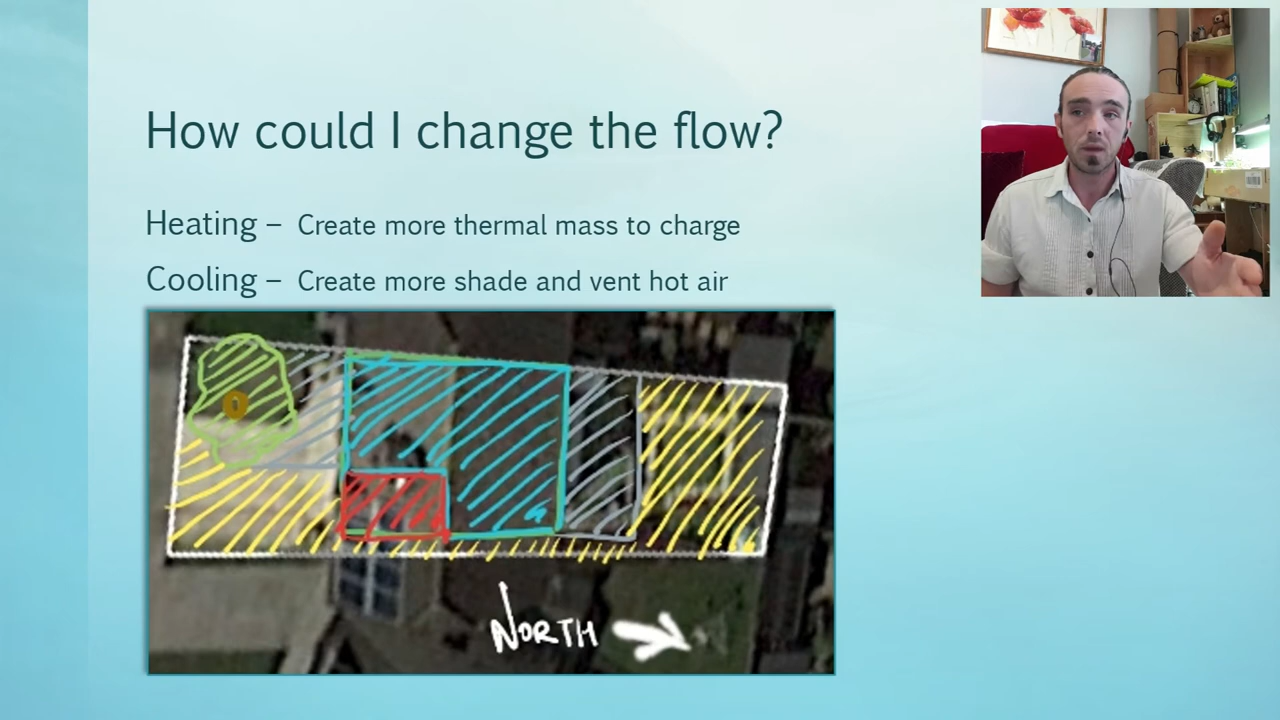 How could I change the flow?
Heating – Create more thermal mass to charge
Cooling – Create more shade and vent hot air
NORTH